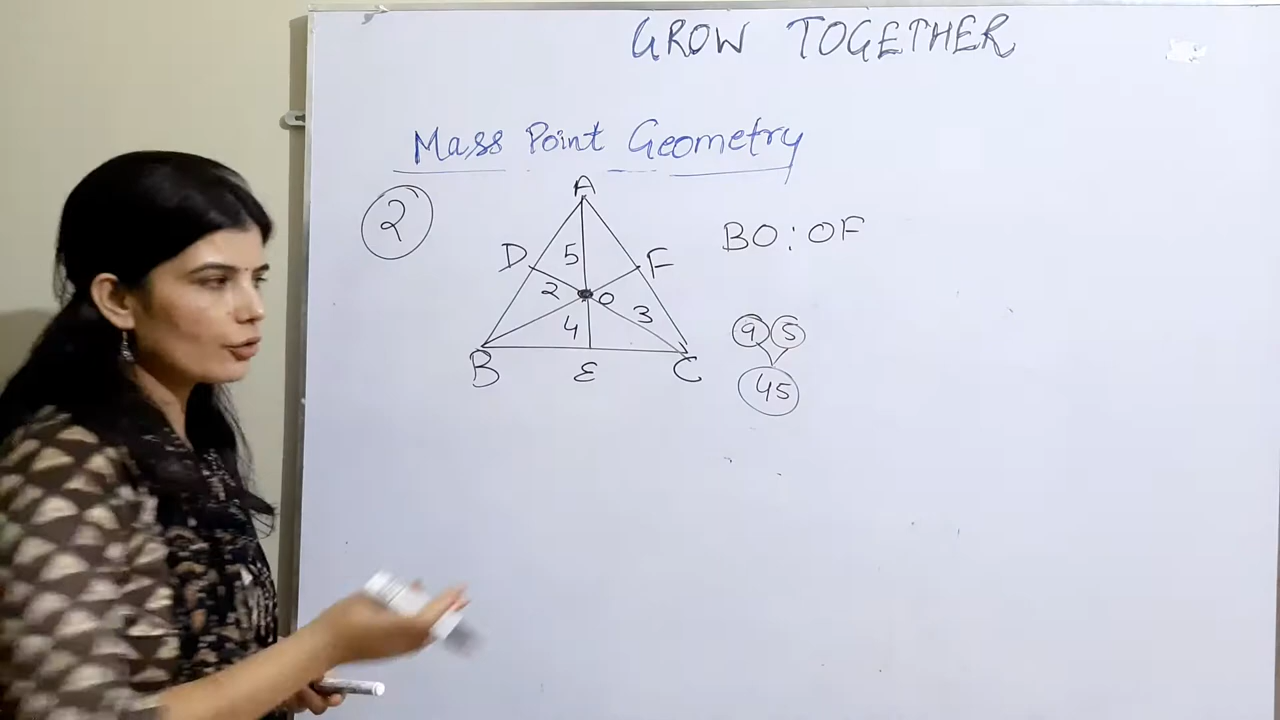 GROW TOGETHER
Mass Point Geometry
2
A
BO:OF
D 5 F
2 O
4 3
9 5
B E C
45